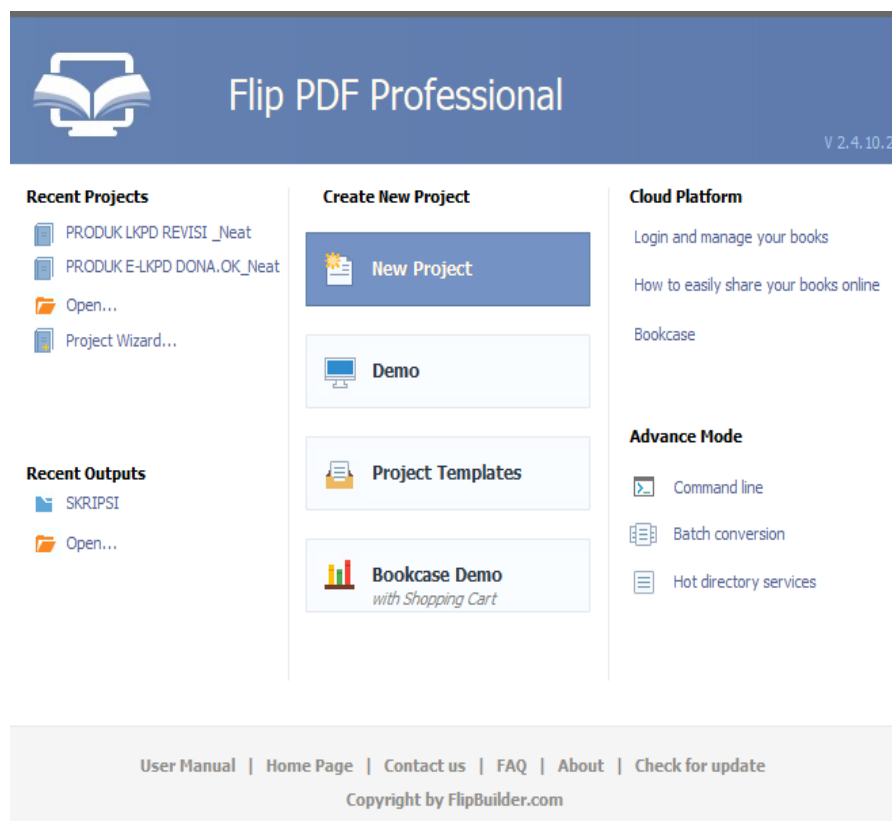 Flip PDF Professional
V 2.4.10.2
Recent Projects
PRODUK LKPD REVISI _Neat
PRODUK E-LKPD DONA.OK_Neat
Open...
Project Wizard...
Recent Outputs
SKRIPSI
Open...
Create New Project
New Project
Demo
Project Templates
Bookcase Demo
with Shopping Cart
Cloud Platform
Login and manage your books
How to easily share your books online
Bookcase
Advance Mode
Command line
Batch conversion
Hot directory services
User Manual | Home Page | Contact us | FAQ | About | Check for update
Copyright by FlipBuilder.com